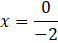 x = 0/−2